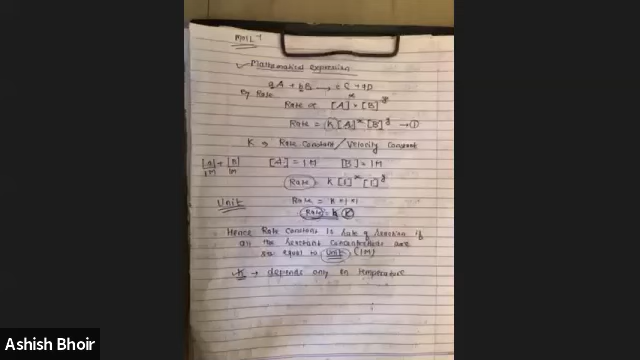 Mathematical Expression
aA + bB → cC + dD
By Rate
Rate ∝ [A]^x [B]^y
Rate = K[A]^x [B]^y → ①
K → Rate Constant / Velocity Constant
[A] = 1M [B] = 1M
Rate = K[1]^x [1]^y
Unit Rate = K × 1 × 1
Rate = K
Hence Rate Constant is Rate of Reaction if
all the Reactant Concentrations are
equal to Unit (1M)
K → depends only on temperature
Ashish Bhoir